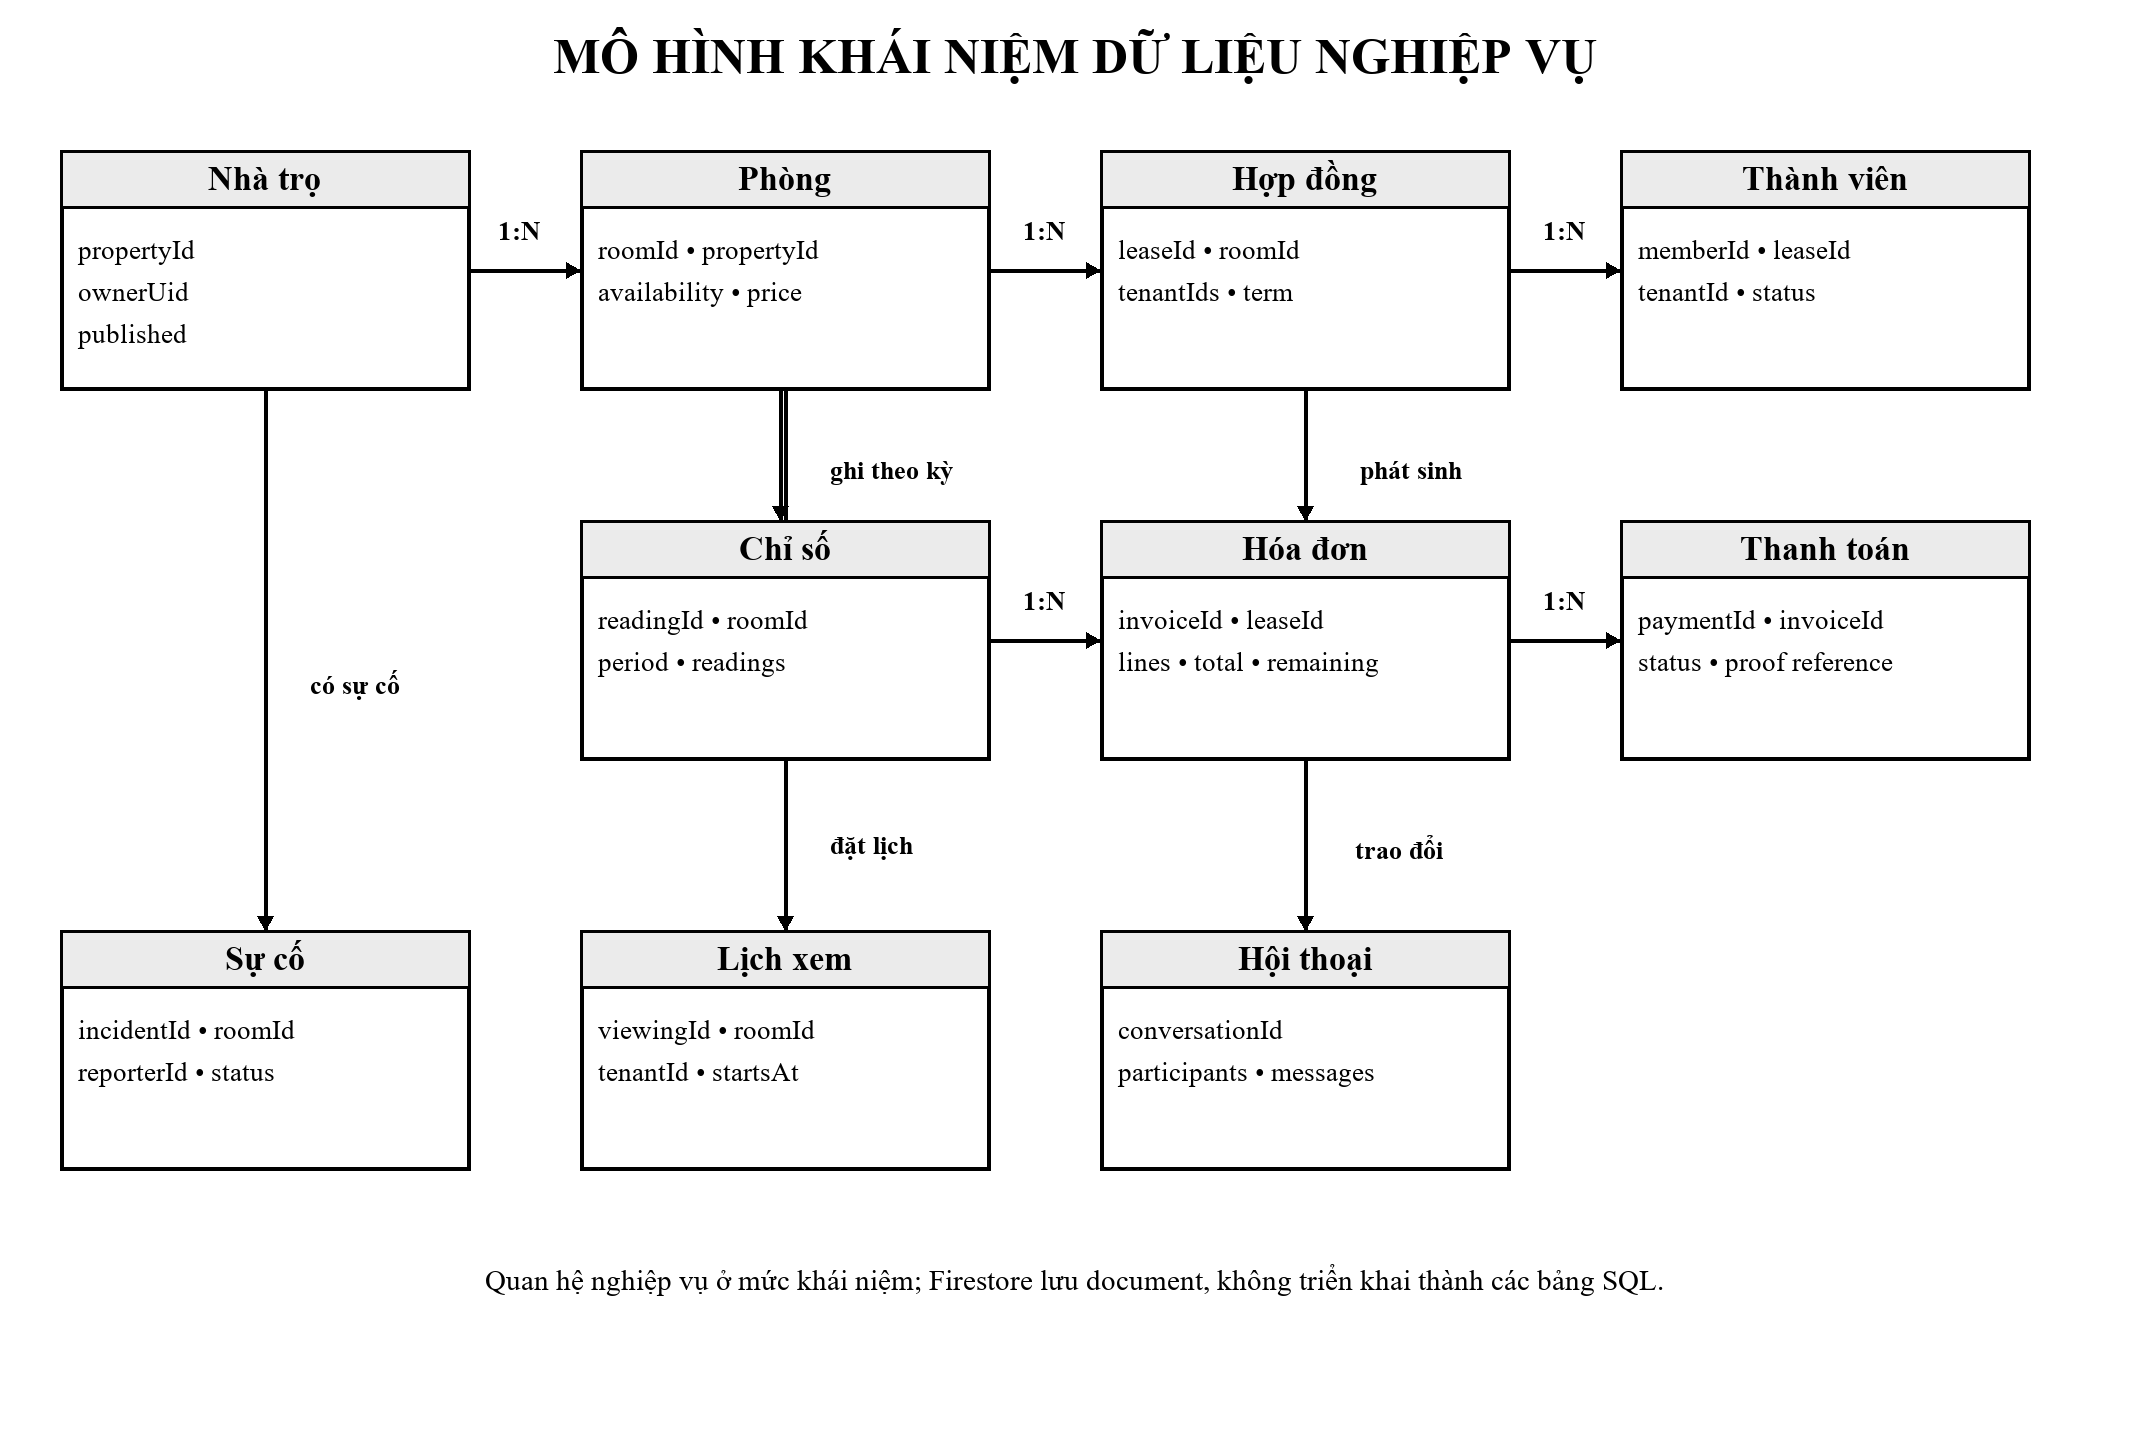 MÔ HÌNH KHÁI NIỆM DỮ LIỆU NGHIỆP VỤ
Nhà trọ
propertyId
ownerUid
published
1:N
Phòng
roomId • propertyId
availability • price
1:N
Hợp đồng
leaseId • roomId
tenantIds • term
1:N
Thành viên
memberId • leaseId
tenantId • status
ghi theo kỳ
phát sinh
có sự cố
Chỉ số
readingId • roomId
period • readings
1:N
Hóa đơn
invoiceId • leaseId
lines • total • remaining
1:N
Thanh toán
paymentId • invoiceId
status • proof reference
đặt lịch
trao đổi
Sự cố
incidentId • roomId
reporterId • status
Lịch xem
viewingId • roomId
tenantId • startsAt
Hội thoại
conversationId
participants • messages
Quan hệ nghiệp vụ ở mức khái niệm; Firestore lưu document, không triển khai thành các bảng SQL.